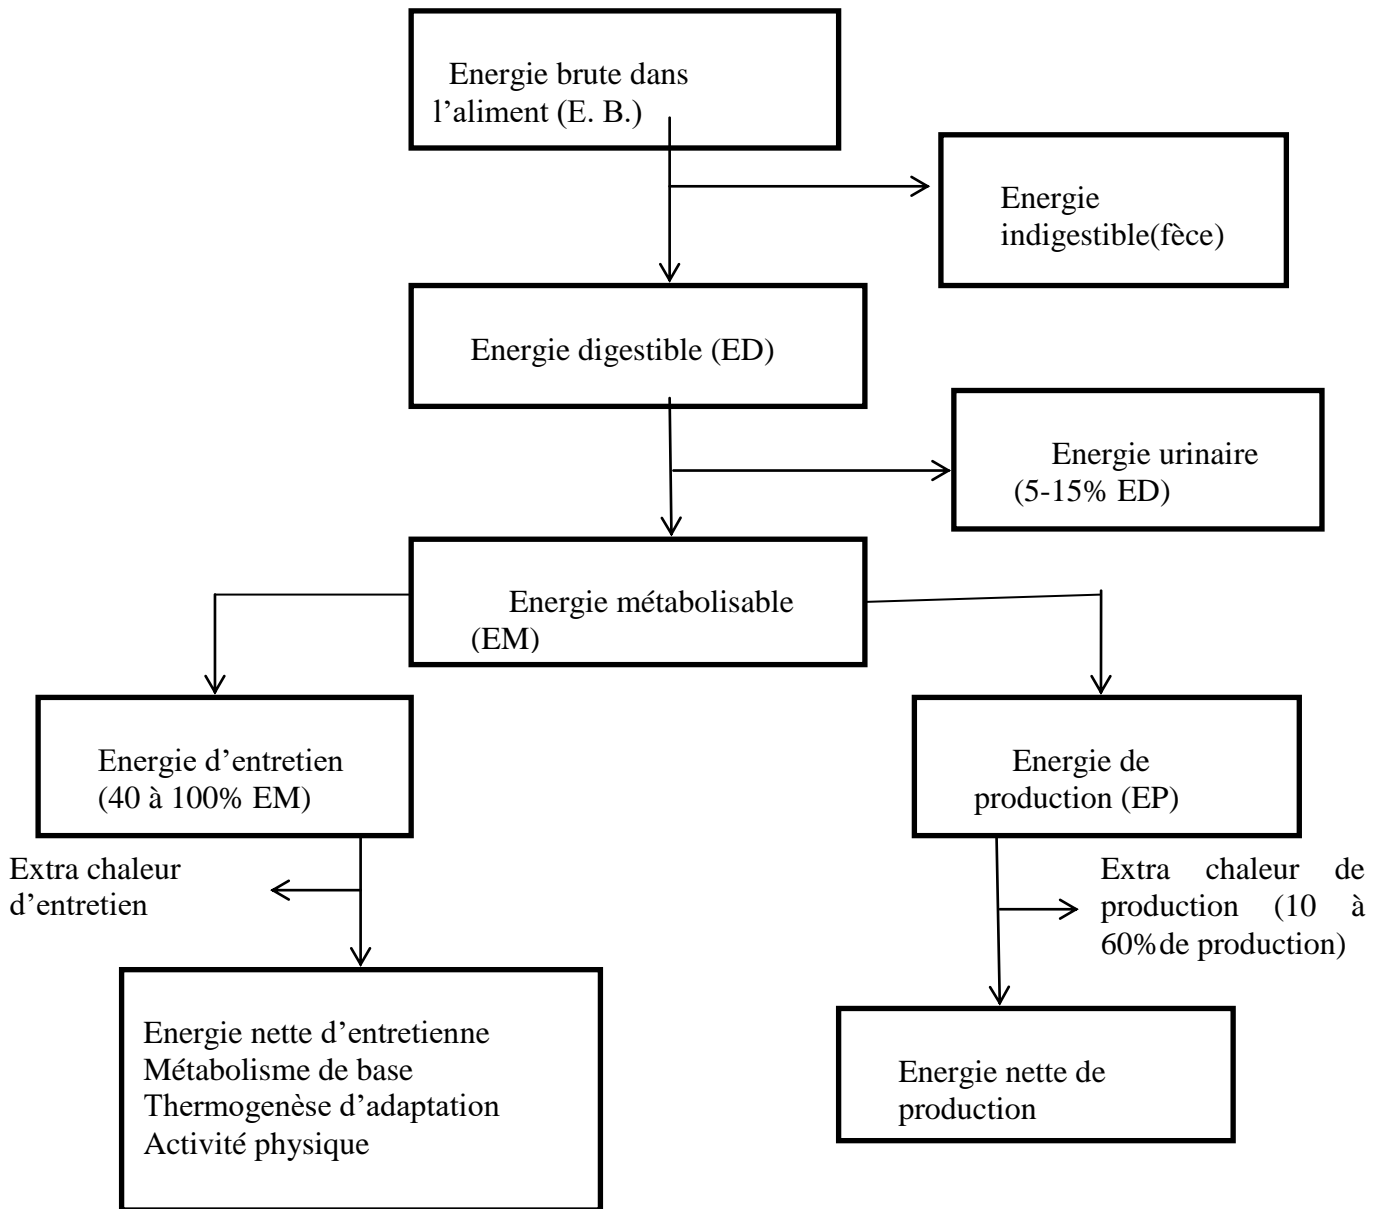 Energie brute dans
l’aliment (E. B.)
Energie
indigestible(fèce)
Energie digestible (ED)
Energie urinaire
(5-15% ED)
Energie métabolisable
(EM)
Energie d’entretien
(40 à 100% EM)
Energie de
production (EP)
Extra chaleur
d’entretien
Extra chaleur de
production (10 à
60%de production)
Energie nette d’entretienne
Métabolisme de base
Thermogenèse d’adaptation
Activité physique
Energie nette de
production